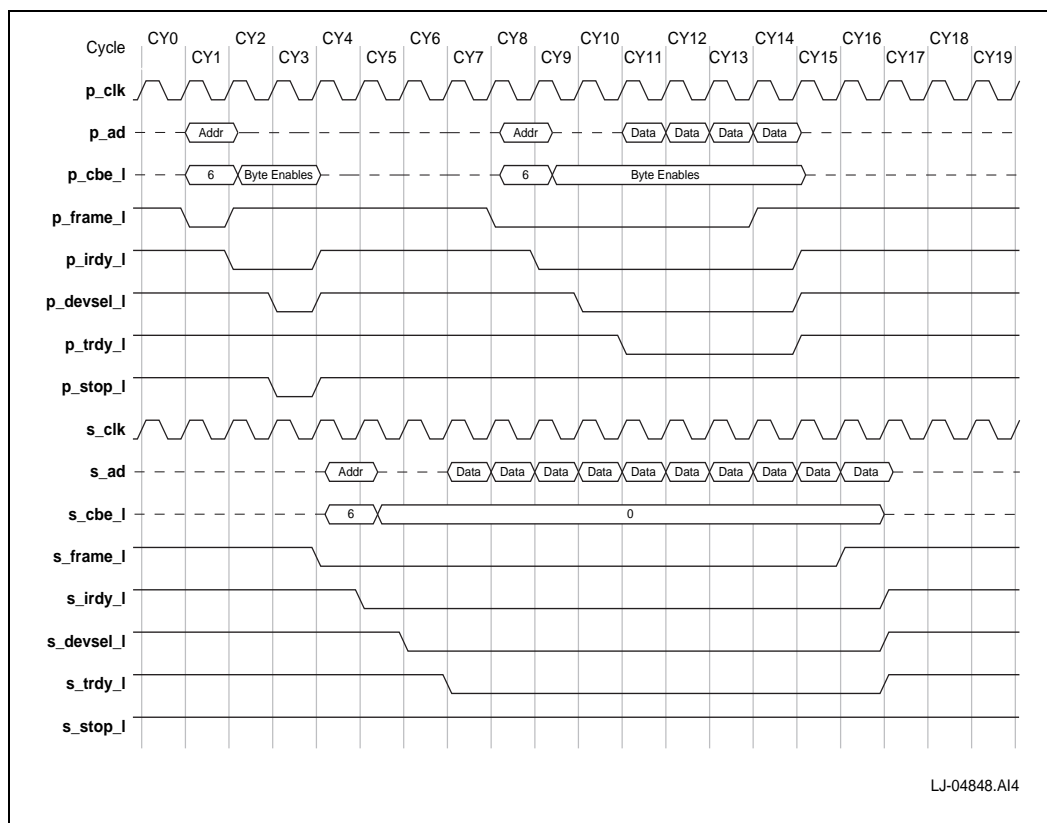 Cycle CY0 CY2 CY4 CY6 CY8 CY10 CY12 CY14 CY16 CY18
CY1 CY3 CY5 CY7 CY9 CY11 CY13 CY15 CY17 CY19
p_clk
p_ad Addr Addr Data Data Data Data
p_cbe_l 6 Byte Enables 6 Byte Enables
p_frame_l
p_irdy_l
p_devsel_l
p_trdy_l
p_stop_l
s_clk
s_ad Addr Data Data Data Data Data Data Data Data Data Data
s_cbe_l 6 0
s_frame_l
s_irdy_l
s_devsel_l
s_trdy_l
s_stop_l
LJ-04848.AI4